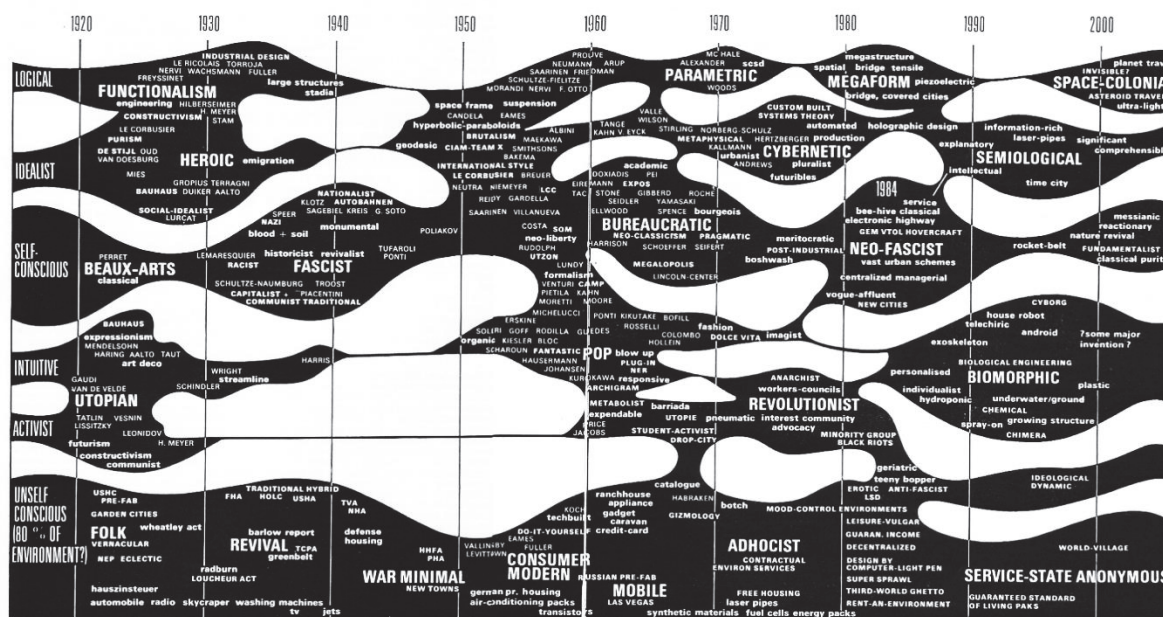 1920 1930 1940 1950 1960 1970 1980 1990 2000
LOGICAL
INDUSTRIAL DESIGN
LE RICOLAIS TORROJA
NERVI WACHSMANN FULLER
FREYSSINET
large structures
stadia
FUNCTIONALISM
engineering HILBERSEIMER
H. MEYER
CONSTRUCTIVISM
STAM
LE CORBUSIER
PURISM
DE STIJL OUD
VAN DOESBURG
MIES
HEROIC
emigration
PROUVE
NEUMANN ARUP
SAARINEN FRIEDMAN
SCHULTZE-FIELITZE
MORANDI NERVI F. OTTO
space frame suspension
CANDELA EAMES
hyperbolic-paraboloids
BRUTALISM
MAEKAWA
geodesic
CIAM-TEAM X
SMITHSONS
BAKEMA
ALBINI
INTERNATIONAL STYLE
LE CORBUSIER BREUER
NEUTRA NIEMEYER LCC
REIDY GARDELLA
MC HALE
ALEXANDER scsd
PARAMETRIC
WOODS
VALLE
WILSON
TANGE
KAHN V. EYCK
STIRLING NORBERG-SCHULZ
METAPHYSICAL HERTZBERGER
KALLMANN
urbanist
ANDREWS
CUSTOM BUILT
SYSTEMS THEORY
automated
production
CYBERNETIC
pluralist
futuribles
megastructure
spatial bridge tensile
MEGAFORM piezoelectric
bridge, covered cities
holographic design
explanatory
intellectual
planet trav
INVISIBLE?
SPACE-COLONIA
ASTEROID TRAVE
ultra-light
information-rich
laser-pipes
significant
comprehensible
SEMIOLOGICAL
time city
IDEALIST
GROPIUS TERRAGNI
BAUHAUS DUIKER AALTO
SOCIAL-IDEALIST
LURCAT
NATIONALIST
KLOTZ AUTOBAHNEN
SPEER SAGEBIEL KREIS G. SOTO
NAZI
monumental
blood + soil
POLIAKOV
SAARINEN VILLANUEVA
COSTA SOM
neo-liberty
RUDOLPH
UTZON
LUNDY
formalism
VENTURI CAMP
PIETILA KAHN
MORETTI MOORE
MICHELUCCI
academic
DOXIADIS PEI
EIERMANN EXPOS
TAC STONE GIBBERD ROCHE
SEIDLER YAMASAKI
ELLWOOD SPENCE bourgeois
BUREAUCRATIC
NEO-CLASSICISM PRAGMATIC
HARRISON SCHOEFFER SEIFERT
MEGALOPOLIS
LINCOLN-CENTER
meritocratic
POST-INDUSTRIAL
boshwash
1984
service
bee-hive classical
electronic highway
GEM VTOL HOVERCRAFT
NEO-FASCIST
vast urban schemes
centralized managerial
vogue-affluent
NEW CITIES
messianic
reactionary
nature revival
rocket-belt
FUNDAMENTALIST
classical purit
SELF-
CONSCIOUS
PERRET
BEAUX-ARTS
classical
LEMARESQUIER
RACIST
historicist revivalist
FASCIST
TUFAROLI
PONTI
SCHULTZE-NAUMBURG TROOST
CAPITALIST + PIACENTINI
COMMUNIST TRADITIONAL
INTUITIVE
BAUHAUS
expressionism
MENDELSOHN
HARING AALTO TAUT
art deco
HARRIS
WRIGHT
streamline
SCHINDLER
ERSKINE
SOLERI GOFF RODILLA GUEDES
organic KIESLER BLOC
SCHAROUN FANTASTIC
HAUSERMANN
JOHANSEN
POP blow up
PLUG-IN
NER
KUROKAWA responsive
ARCHIGRAM
PONTI KIKUTAKE BOFILL
ROSSELLI
COLOMBO
HOLLEIN
fashion
DOLCE VITA
imagist
CYBORG
house robot
telechiric
android
exoskeleton
?some major
invention ?
personalised
BIOLOGICAL ENGINEERING
BIOMORPHIC
plastic
individualist
hydroponic
underwater/ground
CHEMICAL
spray-on growing structure
CHIMERA
ACTIVIST
GAUDI
VAN DE VELDE
UTOPIAN
TATLIN VESNIN
LISSITZKY
LEONIDOV
futurism
H. MEYER
constructivism
communist
METABOLIST
expendable
PRICE
JACOBS
barriada
UTOPIE
pneumatic
interest community
advocacy
STUDENT-ACTIVIST
DROP-CITY
ANARCHIST
workers-councils
REVOLUTIONIST
MINORITY GROUP
BLACK RIOTS
geriatric
teeny bopper
EROTIC ANTI-FASCIST
LSD
IDEOLOGICAL
DYNAMIC
UNSELF
CONSCIOUS
(80 % OF
ENVIRONMENT?)
USHC
PRE-FAB
GARDEN CITIES
FOLK
wheatley act
VERNACULAR
NEP ECLECTIC
hauszinsteuer
automobile radio skycraper washing machines
tv jets
TRADITIONAL HYBRID
FHA HOLC USHA
TVA
NHA
barlow report
REVIVAL TCPA
greenbelt
radburn
LOUCHEUR ACT
defense
housing
WAR MINIMAL
NEW TOWNS
HHFA
PHA
VALLINGBY
LEVITTOWN
KOCH
techbuilt
DO-IT-YOURSELF
EAMES
FULLER
CONSUMER
MODERN
german pr. housing
air-conditioning packs
transistors
catalogue
ranchhouse
appliance
gadget
caravan
credit-card
HABRAKEN
GIZMOLOGY
botch
RUSSIAN PRE-FAB
MOBILE
LAS VEGAS
synthetic materials fuel cells energy packs
MOOD-CONTROL ENVIRONMENTS
ADHOCIST
CONTRACTUAL
ENVIRON SERVICES
FREE HOUSING
laser pipes
LEISURE-VULGAR
GUARAN. INCOME
DECENTRALIZED
DESIGN BY
COMPUTER-LIGHT PEN
SUPER SPRAWL
THIRD-WORLD GHETTO
RENT-AN-ENVIRONMENT
WORLD-VILLAGE
SERVICE-STATE ANONYMOUS
GUARANTEED STANDARD
OF LIVING PAKS